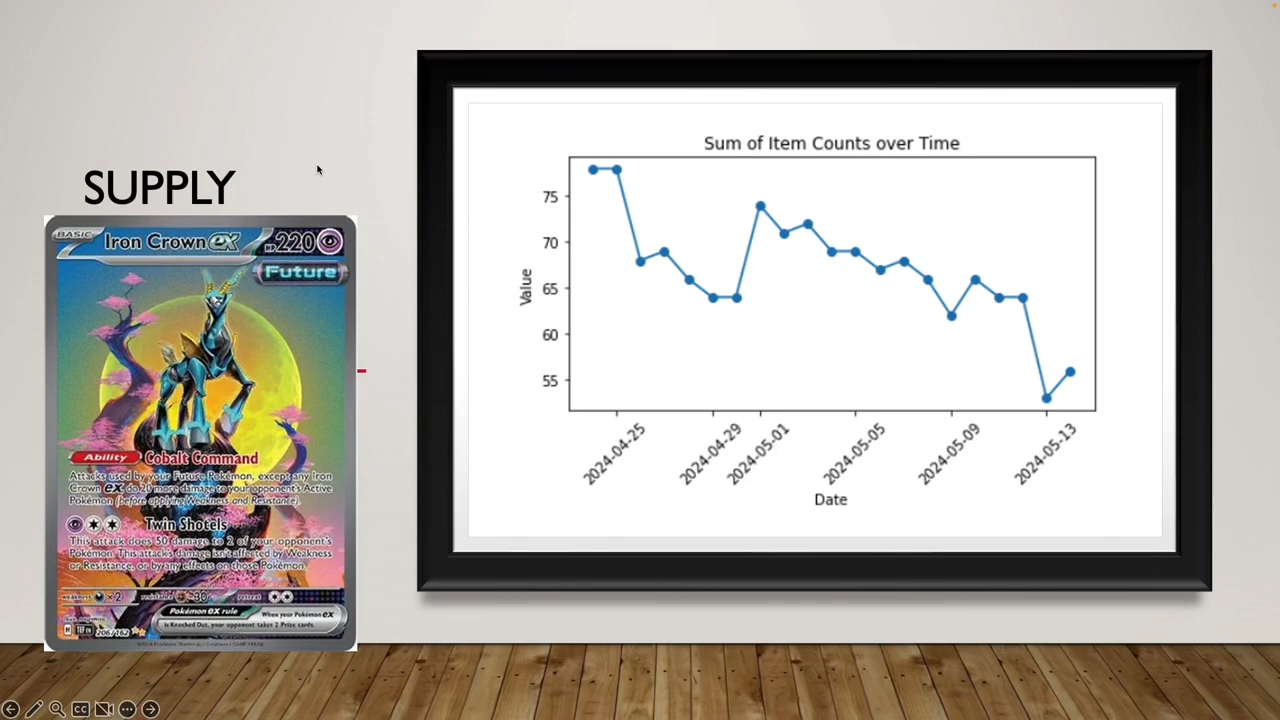 SUPPLY
BASIC
Iron Crown ex HP 220
Future
Ability Cobalt Command
Attacks used by your Future Pokémon, except any Iron
Crown ex, do 20 more damage to your opponent's Active
Pokémon (before applying Weakness and Resistance).
Twin Shotels
This attack does 50 damage to 2 of your opponent's
Pokémon. This attack's damage isn't affected by Weakness
or Resistance, or by any effects on those Pokémon.
weakness ×2 resistance -30 retreat
Pokémon ex rule
When your Pokémon ex
is Knocked Out, your opponent takes 2 Prize cards.
H TEF EN 206/162
Sum of Item Counts over Time
Value
75
70
65
60
55
2024-04-25
2024-04-29
2024-05-01
2024-05-05
2024-05-09
2024-05-13
Date
CC